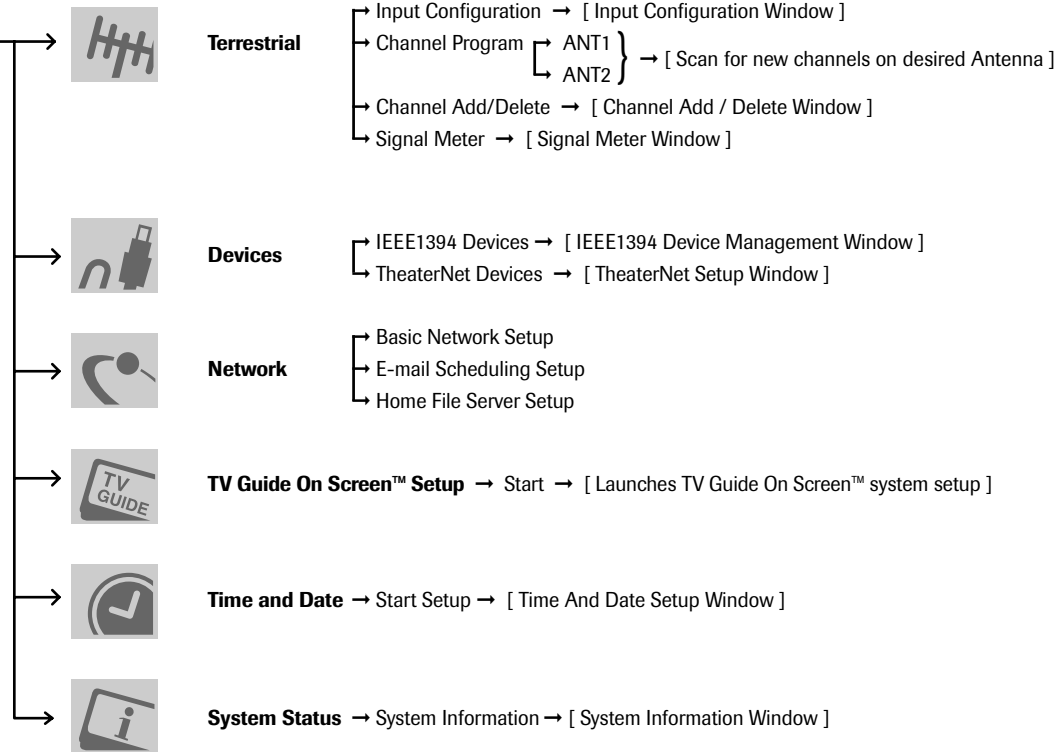 Terrestrial
→ Input Configuration → [ Input Configuration Window ]
→ Channel Program → ANT1
→ ANT2 } → [ Scan for new channels on desired Antenna ]
→ Channel Add/Delete → [ Channel Add / Delete Window ]
→ Signal Meter → [ Signal Meter Window ]
Devices
→ IEEE1394 Devices → [ IEEE1394 Device Management Window ]
→ TheaterNet Devices → [ TheaterNet Setup Window ]
Network
→ Basic Network Setup
→ E-mail Scheduling Setup
→ Home File Server Setup
TV
GUIDE
TV Guide On Screen™ Setup → Start → [ Launches TV Guide On Screen™ system setup ]
Time and Date → Start Setup → [ Time And Date Setup Window ]
i
System Status → System Information → [ System Information Window ]